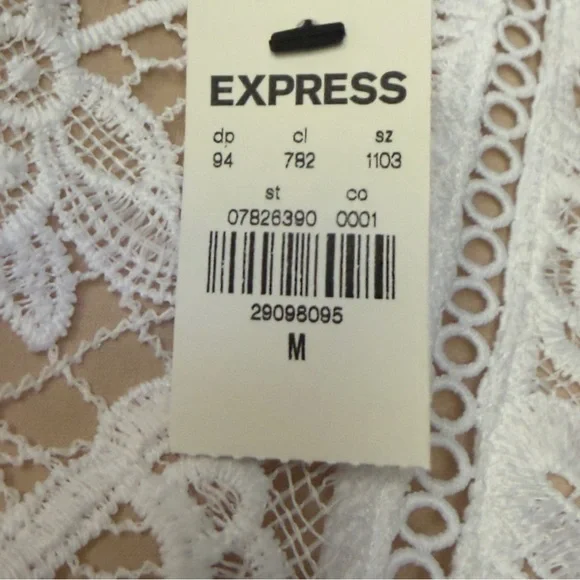 EXPRESS
dp cl sz
94 782 1103
st co
07826390 0001
29098095
M